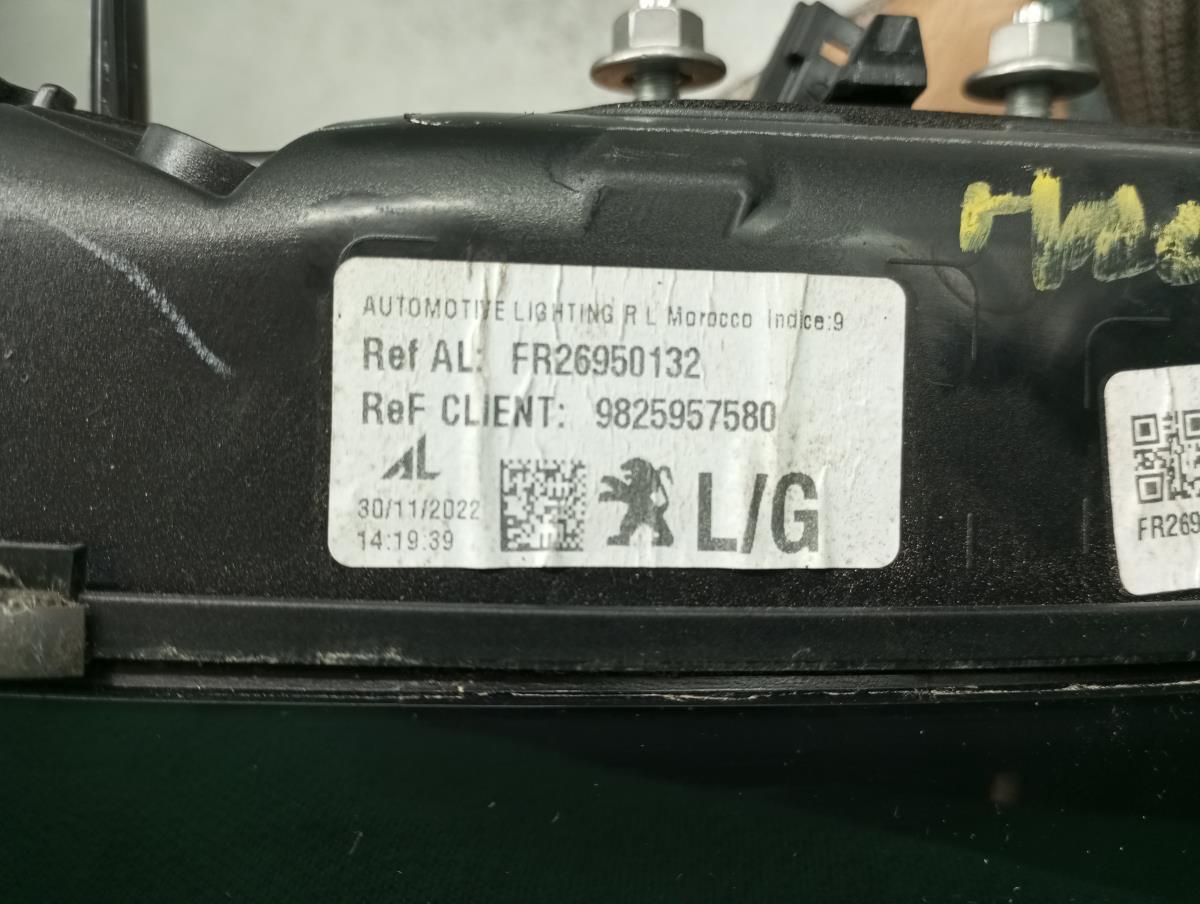 AUTOMOTIVE LIGHTING R L Morocco Indice:9
Ref AL: FR26950132
ReF CLIENT: 9825957580
AL
30/11/2022
14:19:39
L/G
FR269